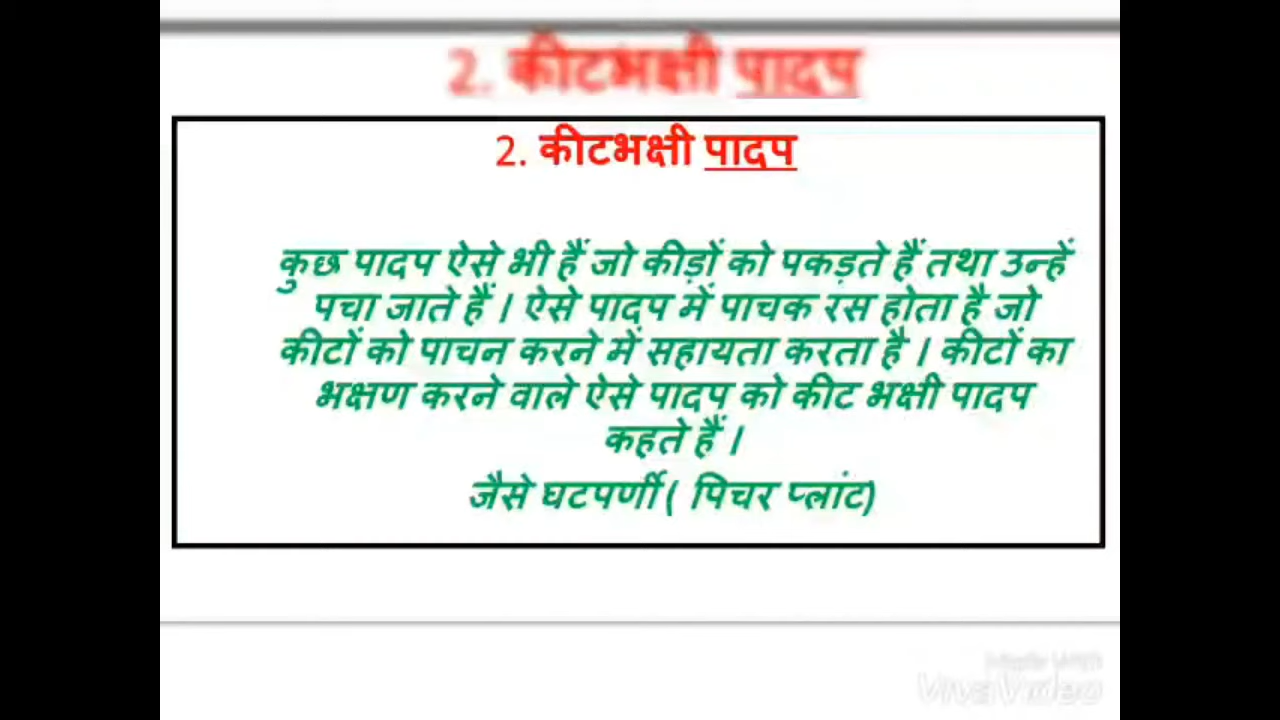 2. कीटभक्षी पादप
2. कीटभक्षी पादप
कुछ पादप ऐसे भी हैं जो कीड़ों को पकड़ते हैं तथा उन्हें
पचा जाते हैं । ऐसे पादप में पाचक रस होता है जो
कीटों को पाचन करने में सहायता करता है । कीटों का
भक्षण करने वाले ऐसे पादप को कीट भक्षी पादप
कहते हैं ।
जैसे घटपर्णी ( पिचर प्लांट)
VivaVideo